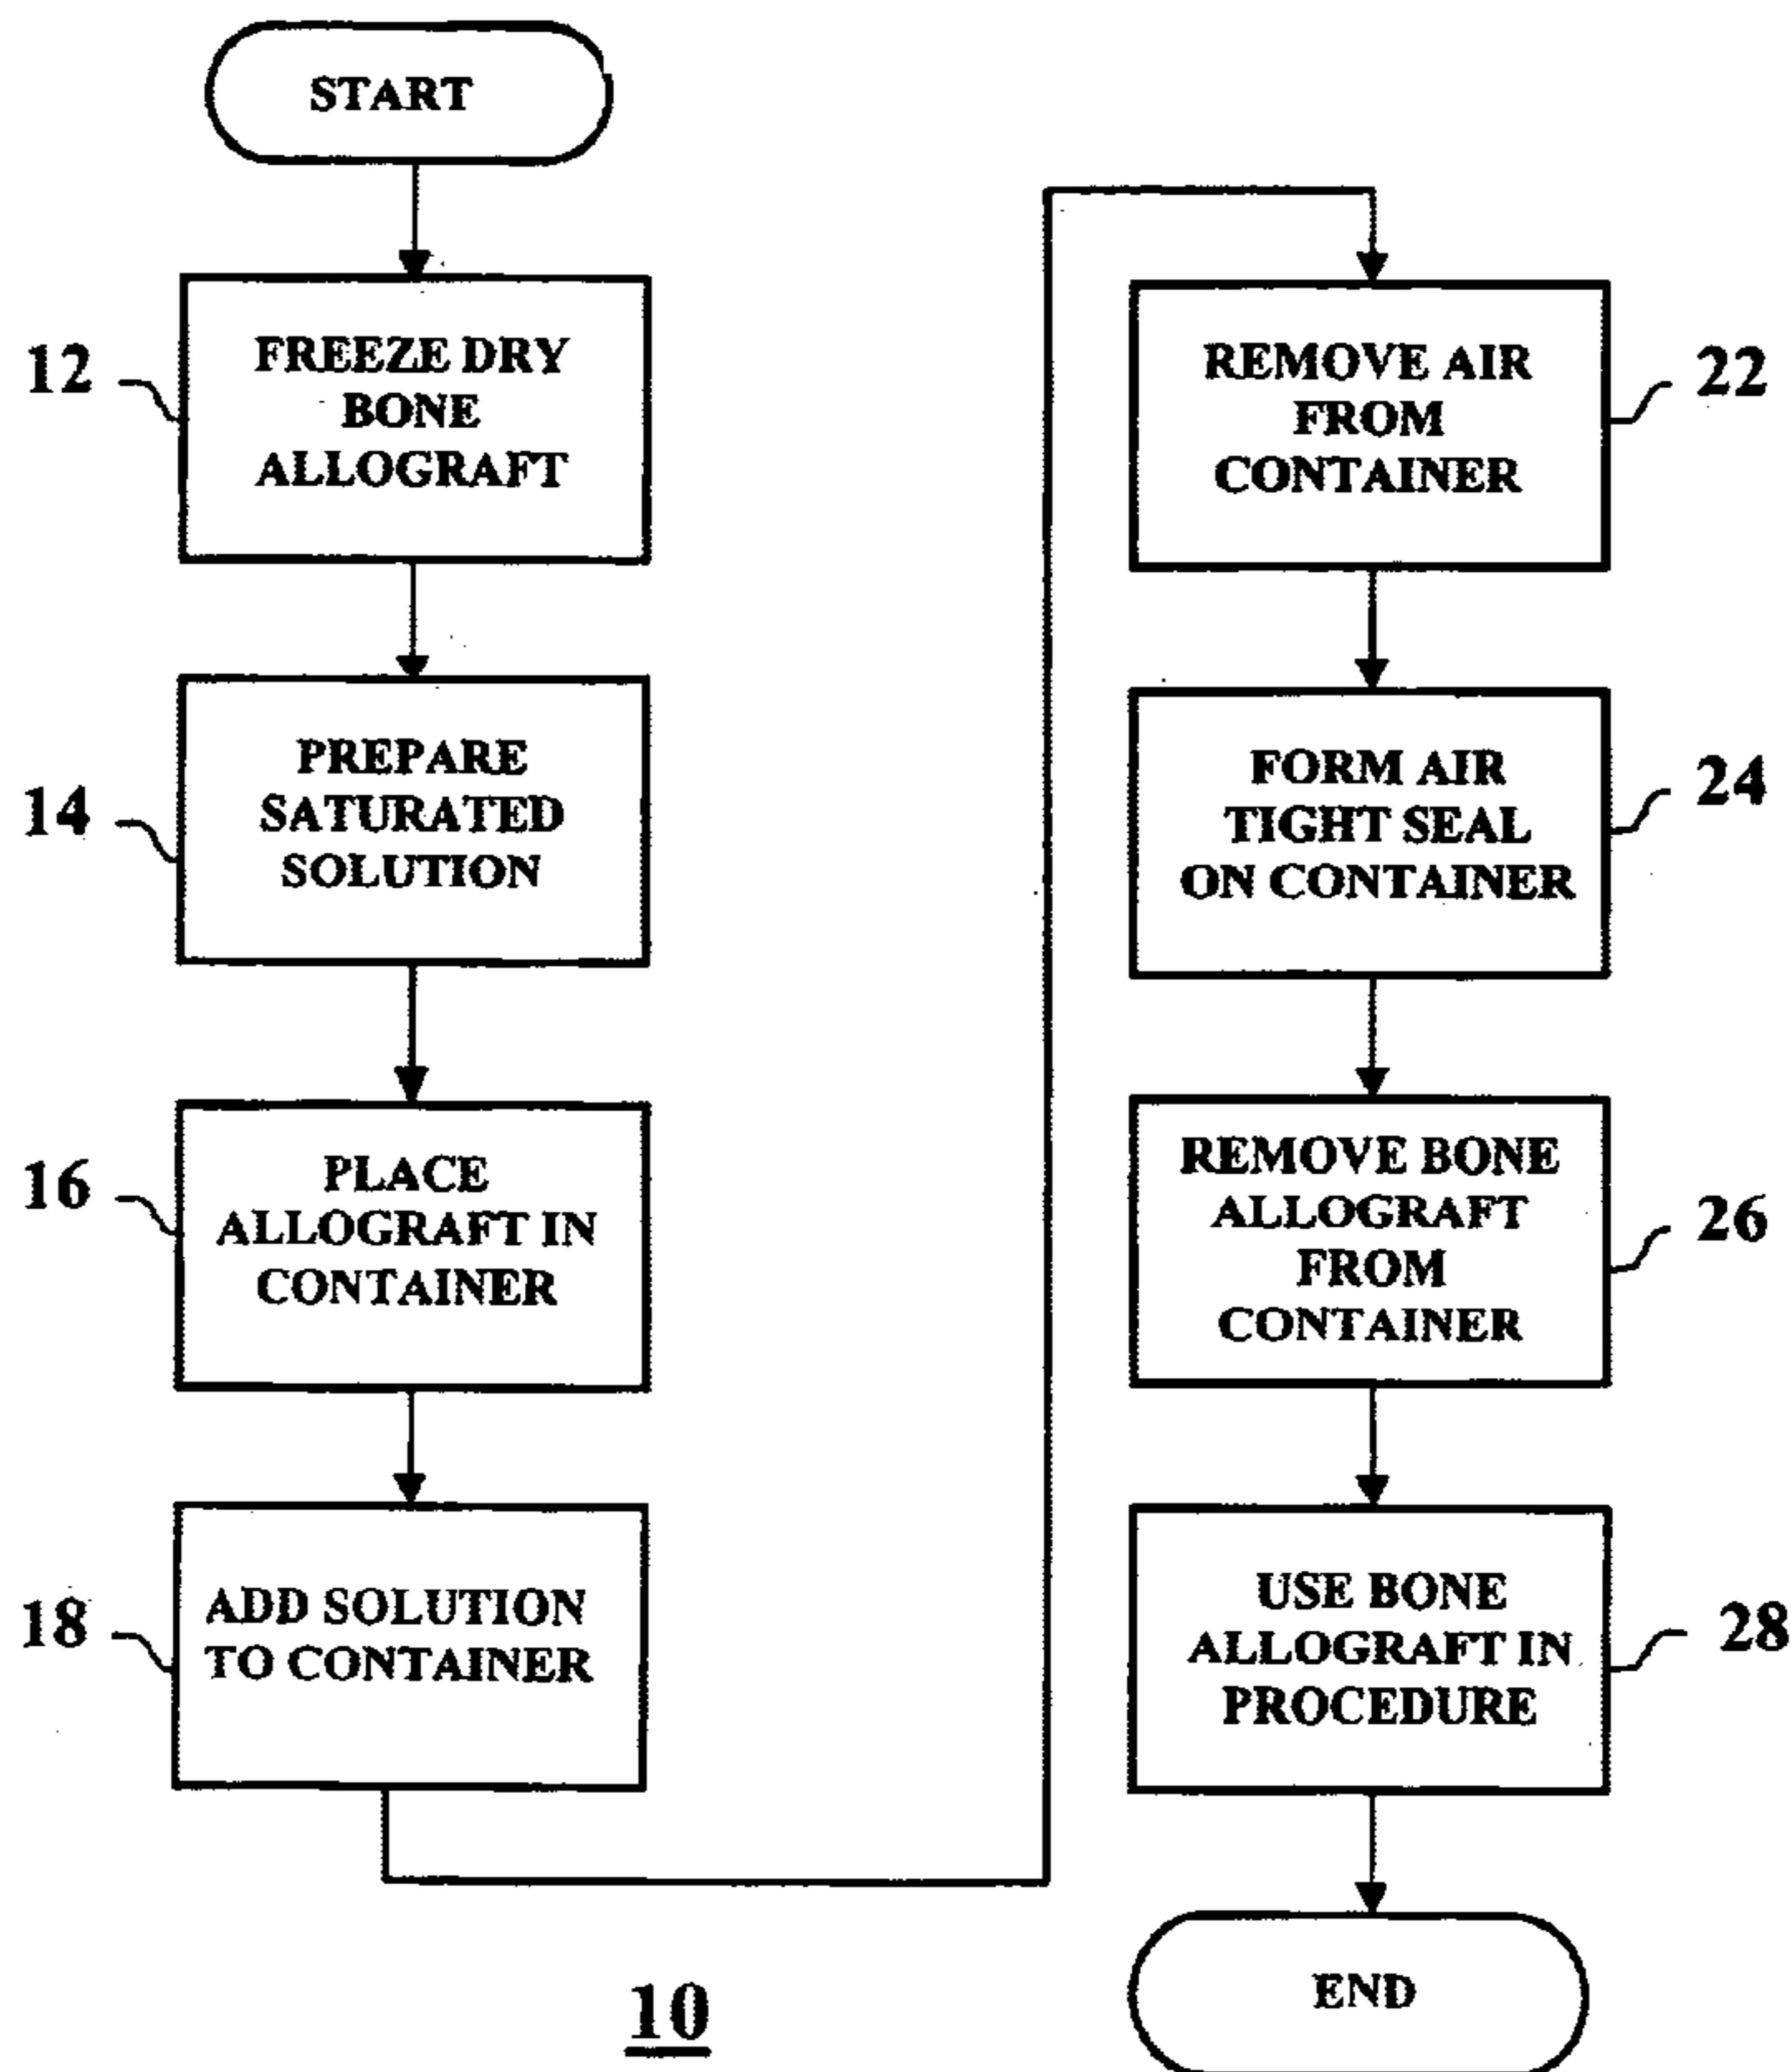 START
12
FREEZE DRY
BONE
ALLOGRAFT
14
PREPARE
SATURATED
SOLUTION
16
PLACE
ALLOGRAFT IN
CONTAINER
18
ADD SOLUTION
TO CONTAINER
REMOVE AIR
FROM
CONTAINER
22
FORM AIR
TIGHT SEAL
ON CONTAINER
24
REMOVE BONE
ALLOGRAFT
FROM
CONTAINER
26
USE BONE
ALLOGRAFT IN
PROCEDURE
28
END
10